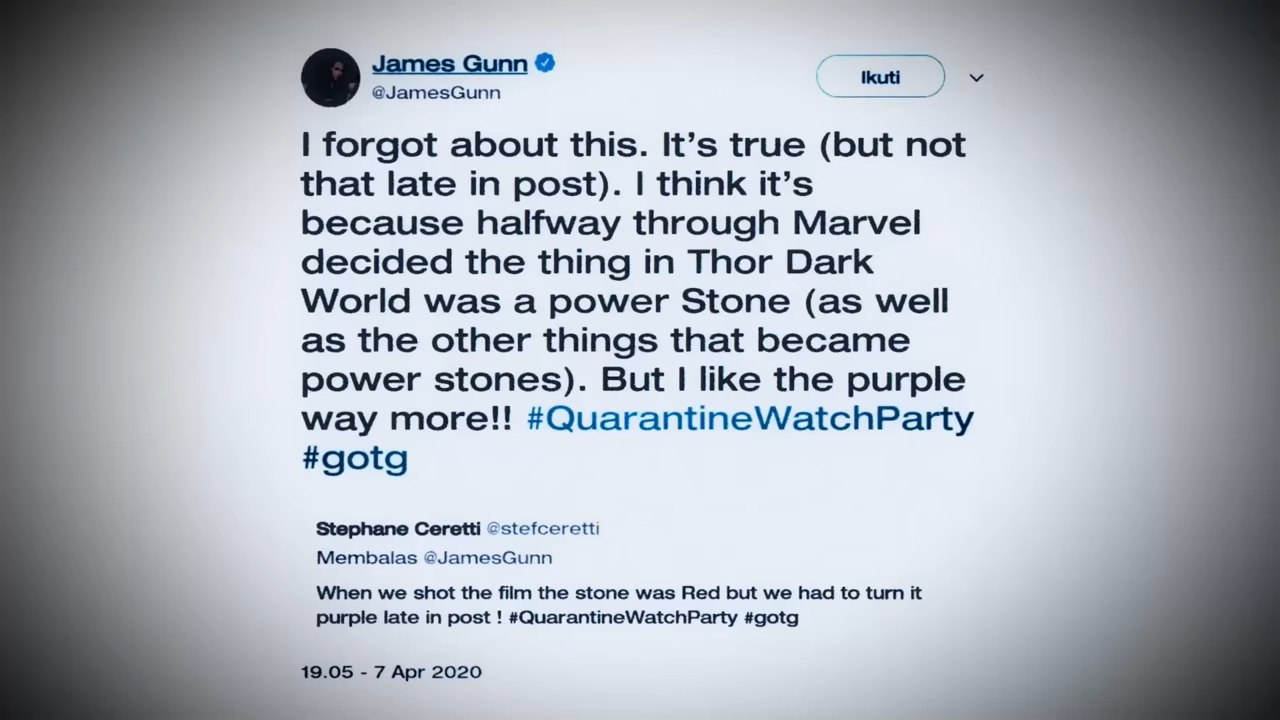 James Gunn
@JamesGunn
Ikuti
I forgot about this. It’s true (but not
that late in post). I think it’s
because halfway through Marvel
decided the thing in Thor Dark
World was a power Stone (as well
as the other things that became
power stones). But I like the purple
way more!! #QuarantineWatchParty
#gotg
Stephane Ceretti @stefceretti
Membalas @JamesGunn
When we shot the film the stone was Red but we had to turn it
purple late in post ! #QuarantineWatchParty #gotg
19.05 - 7 Apr 2020